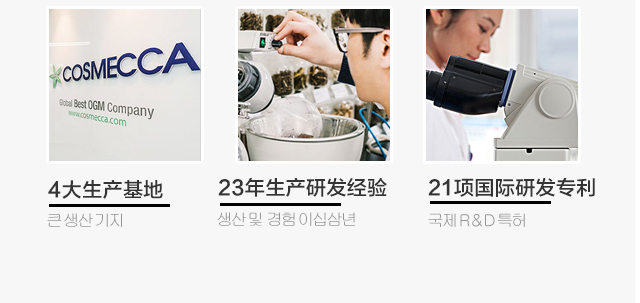 COSMECCA
Global Best OGM Company
www.cosmecca.com
4大生产基地
큰 생산 기지
23年生产研发经验
생산 및 경험 이십삼년
21项国际研发专利
국제 R&D 특허